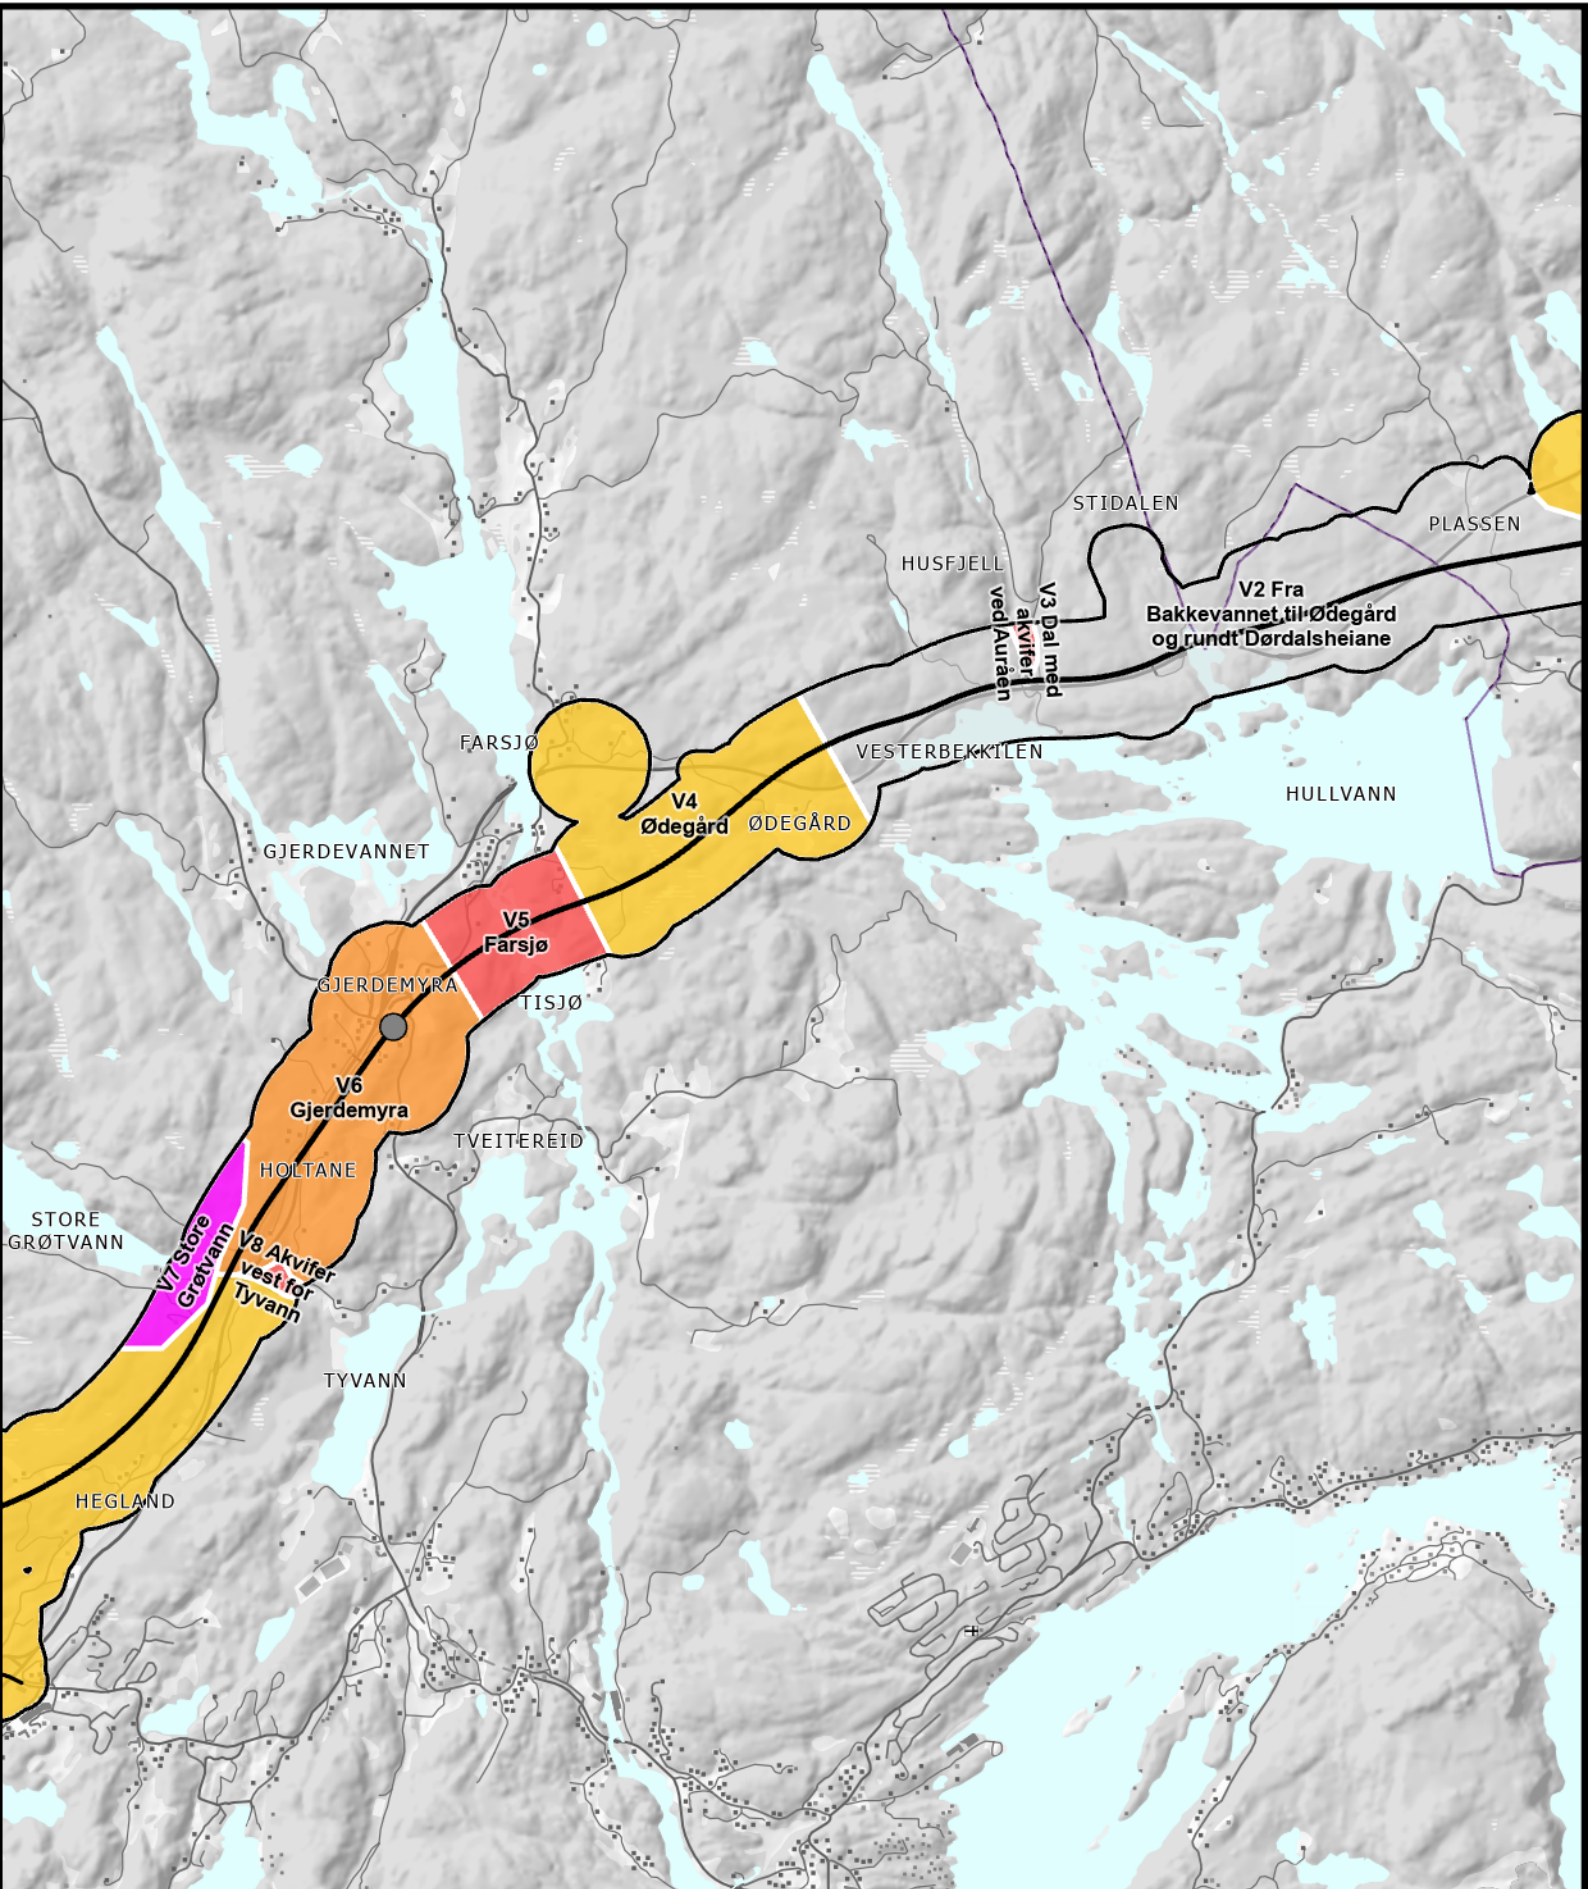 STIDALEN
PLASSEN
HUSFJELL
V3 Dal med
akvifer
ved Auråen
V2 Fra
Bakkevannet til Ødegård
og rundt Dørdalsheiane
FARSJØ
VESTERBEKKILEN
HULLVANN
V4
Ødegård
ØDEGÅRD
GJERDEVANNET
V5
Farsjø
GJERDEMYRA
TISJØ
V6
Gjerdemyra
TVEITEREID
HOLTANE
STORE
GRØTVANN
V7 Store
Grøtvann
V8 Akvifer
vest for
Tyvann
TYVANN
HEGLAND